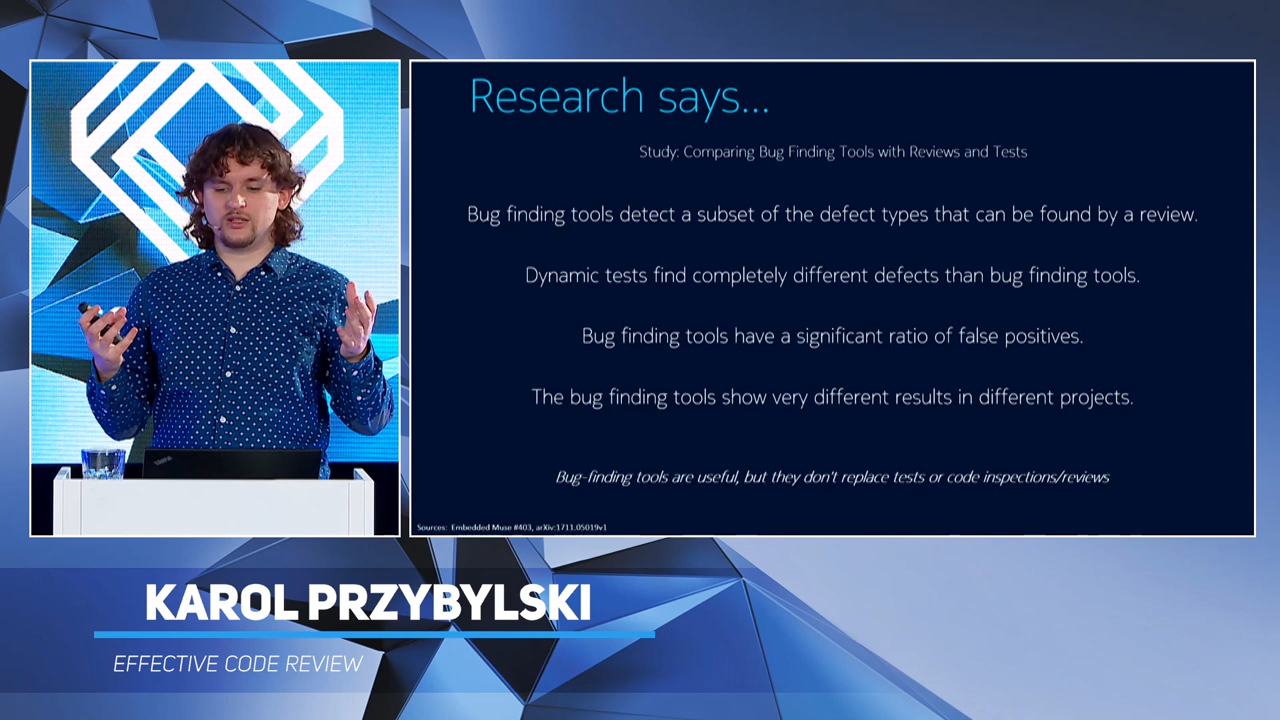 Research says...
Study: Comparing Bug Finding Tools with Reviews and Tests
Bug finding tools detect a subset of the defect types that can be found by a review.
Dynamic tests find completely different defects than bug finding tools.
Bug finding tools have a significant ratio of false positives.
The bug finding tools show very different results in different projects.
Bug-finding tools are useful, but they don't replace tests or code inspections/reviews
Sources: Embedded Muse #403, arXiv:1711.05019v1
KAROL PRZYBYLSKI
EFFECTIVE CODE REVIEW